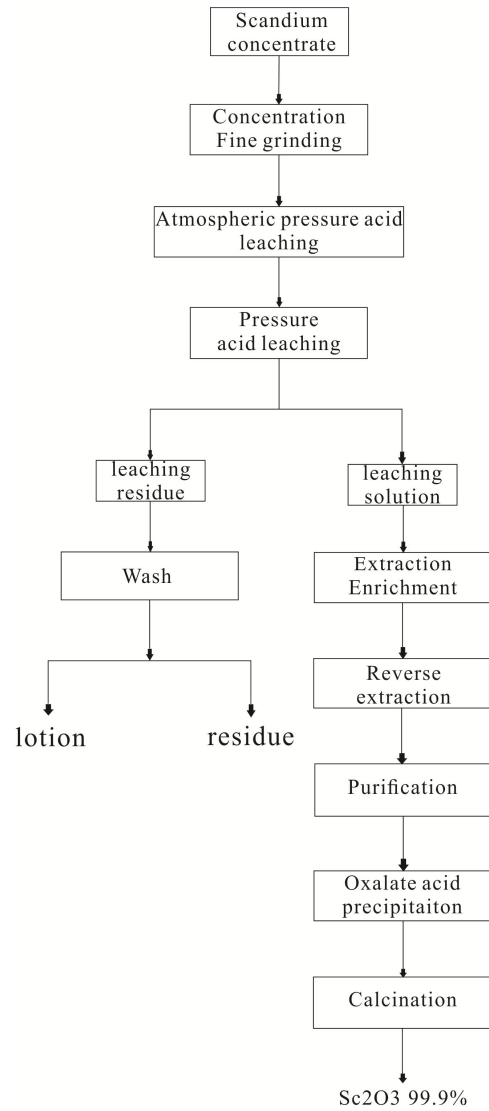 Scandium
concentrate
Concentration
Fine grinding
Atmospheric pressure acid
leaching
Pressure
acid leaching
leaching
residue
leaching
solution
Wash
Extraction
Enrichment
lotion
residue
Reverse
extraction
Purification
Oxalate acid
precipitaiton
Calcination
Sc2O3 99.9%